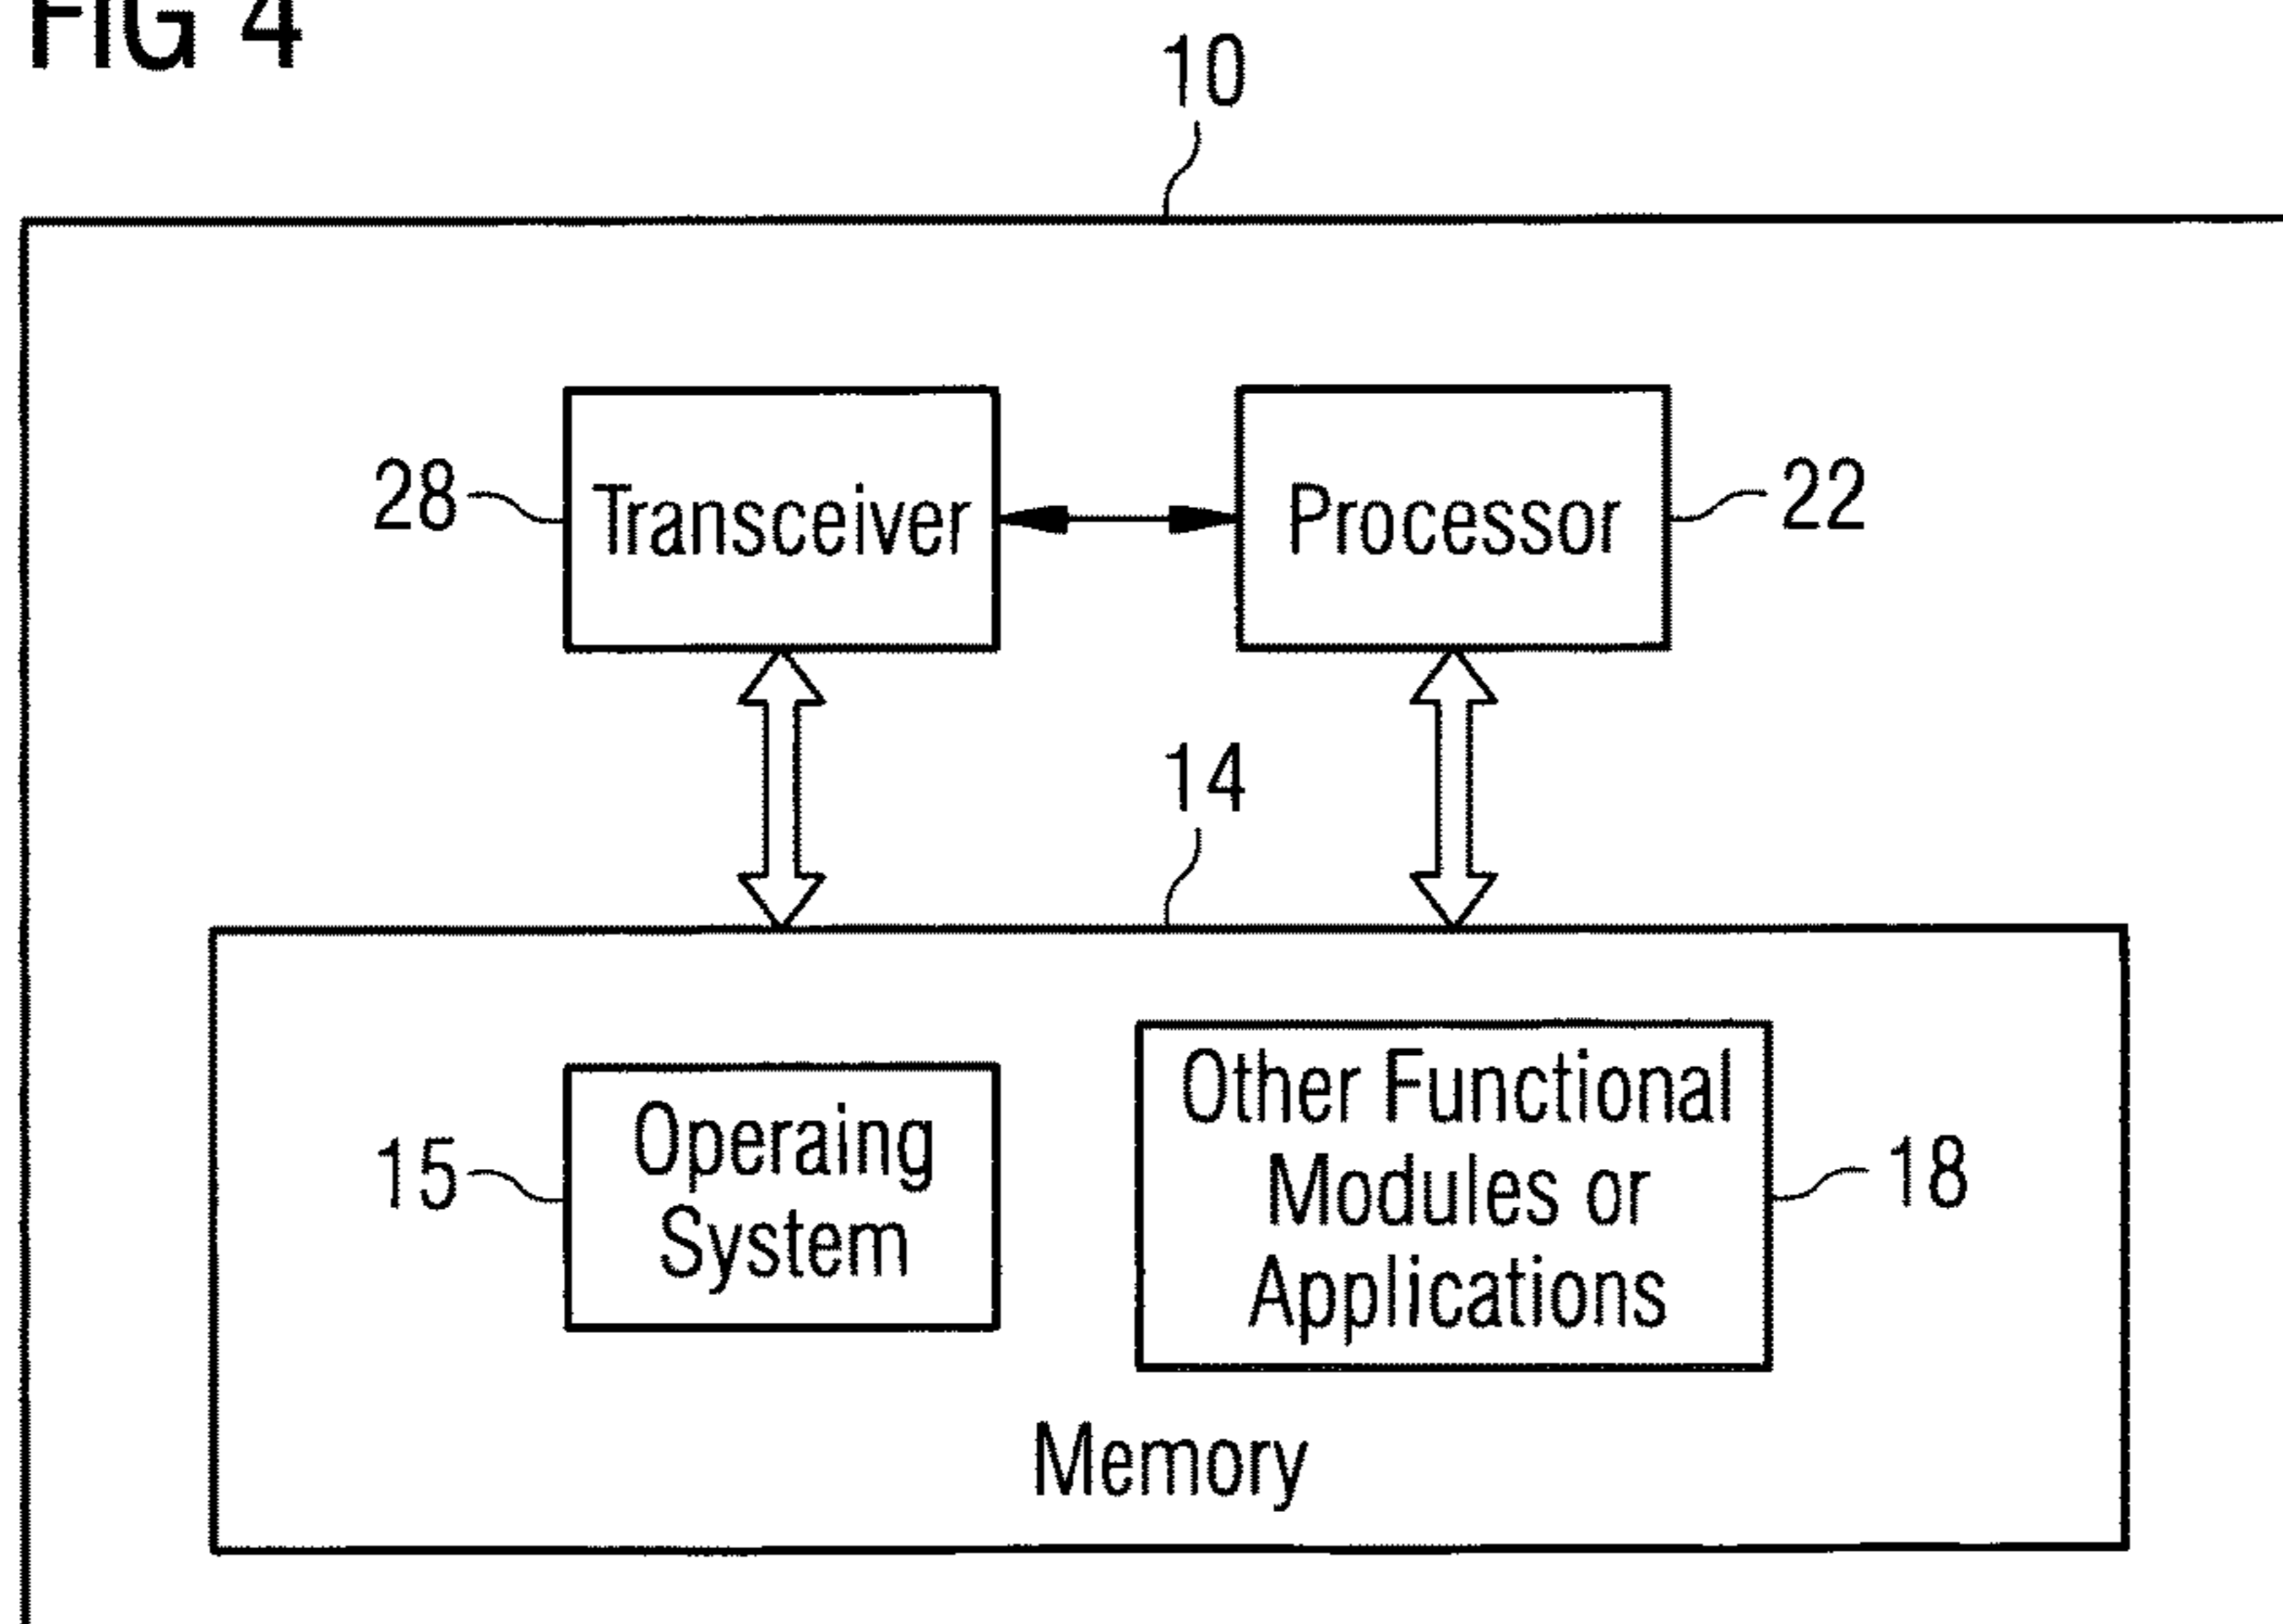 FIG 4
10
28
Transceiver
Processor
22
14
15
Operaing
System
Other Functional
Modules or
Applications
18
Memory